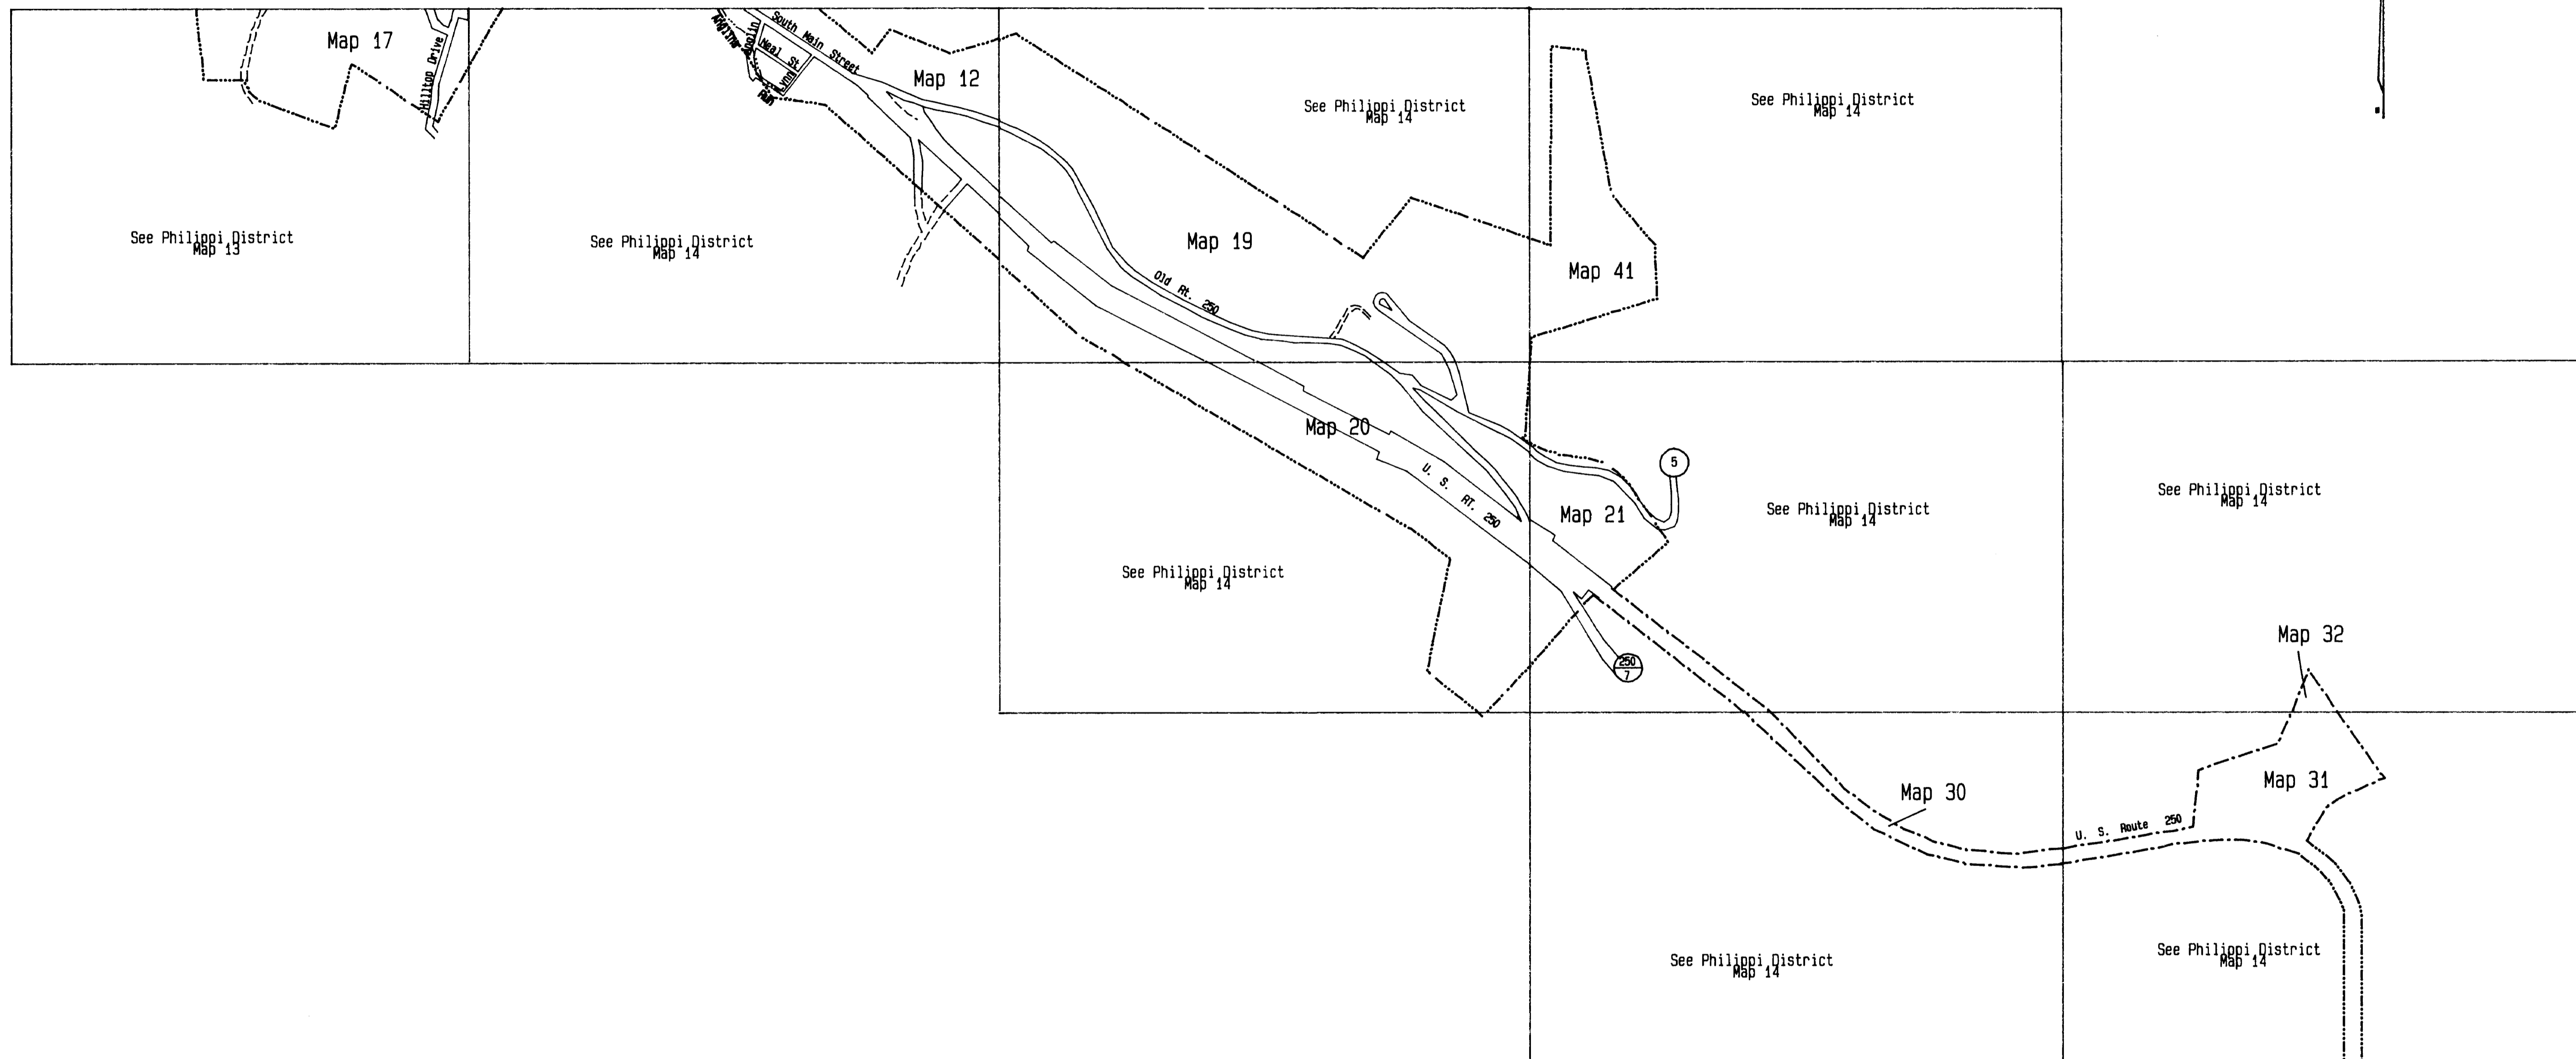 Map 17
Hilltop Drive
Angling
Anglin
South Main Street
Neal St
Lynn
Run
Map 12
See Philippi District
Map 14
See Philippi District
Map 14
See Philippi District
Map 13
See Philippi District
Map 14
Map 19
Old Rt. 250
Map 41
Map 20
U. S. RT. 250
5
Map 21
See Philippi District
Map 14
See Philippi District
Map 14
See Philippi District
Map 14
250
7
Map 32
Map 31
Map 30
U. S. Route 250
See Philippi District
Map 14
See Philippi District
Map 14